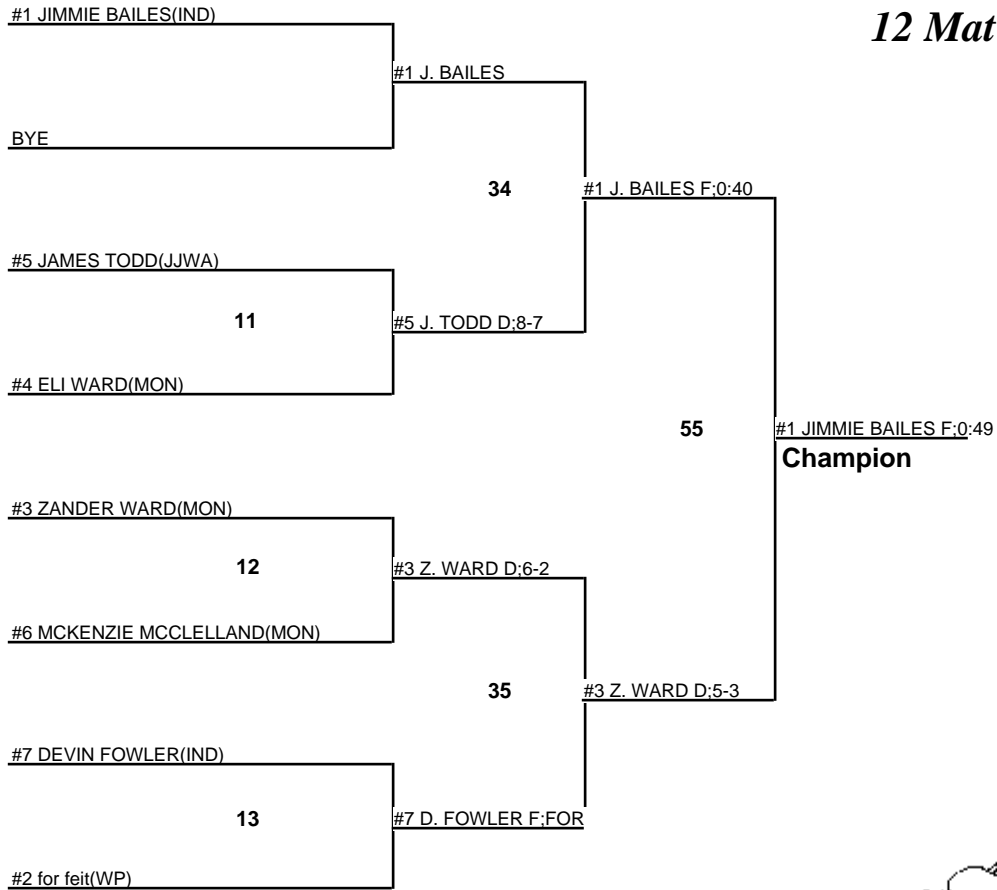 #1 JIMMIE BAILES(IND)
12 Mat
#1 J. BAILES
BYE
34
#1 J. BAILES F;0:40
#5 JAMES TODD(JJWA)
11
#5 J. TODD D;8-7
#4 ELI WARD(MON)
55
#1 JIMMIE BAILES F;0:49
Champion
#3 ZANDER WARD(MON)
12
#3 Z. WARD D;6-2
#6 MCKENZIE MCCLELLAND(MON)
35
#3 Z. WARD D;5-3
#7 DEVIN FOWLER(IND)
13
#7 D. FOWLER F;FOR
#2 for feit(WP)